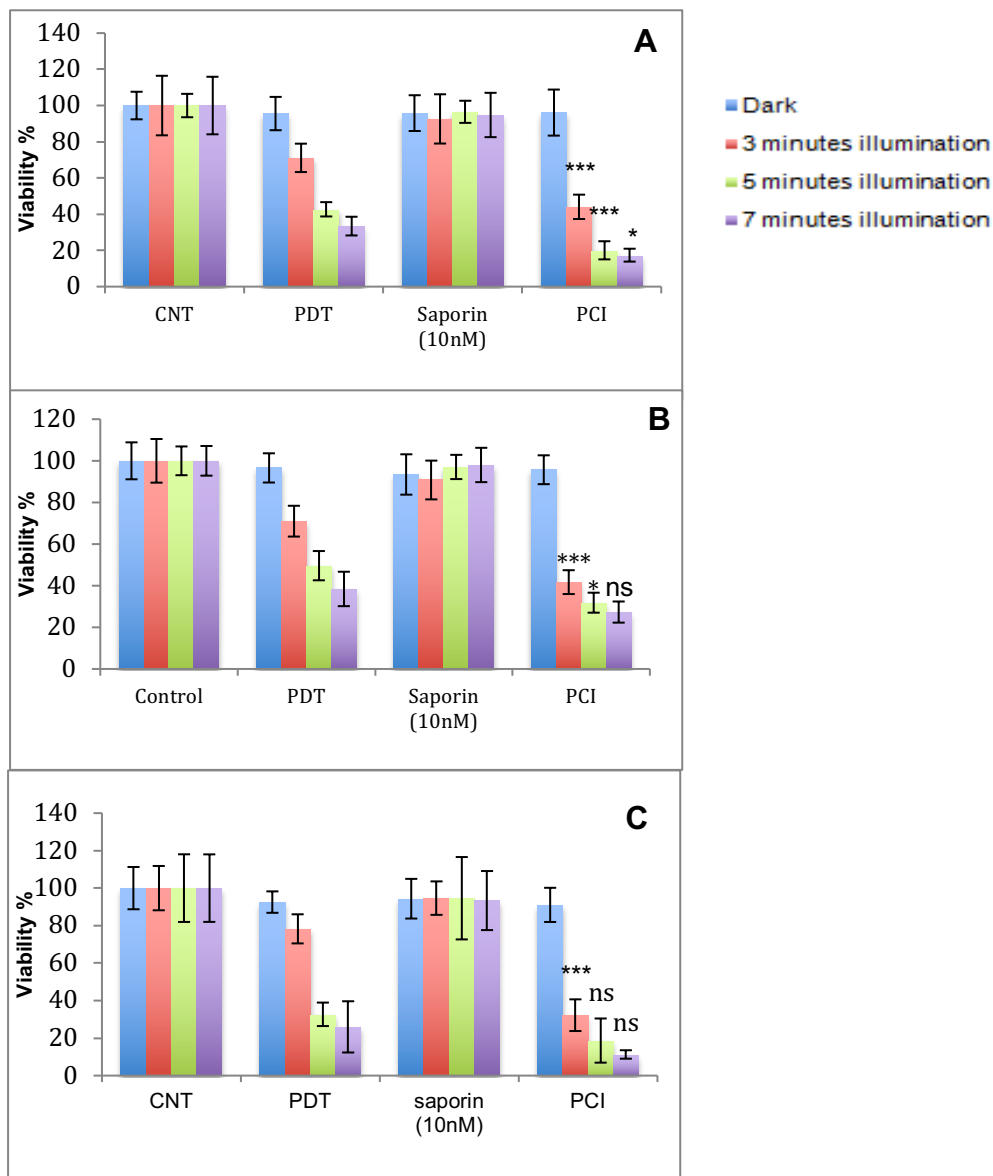 A
Viability %
140
120
100
80
60
40
20
0
***
***
*
CNT PDT Saporin PCI
(10nM)
Dark
3 minutes illumination
5 minutes illumination
7 minutes illumination
B
Viability %
120
100
80
60
40
20
0
***
* ns
Control PDT Saporin PCI
(10nM)
C
Viability %
140
120
100
80
60
40
20
0
***
ns
ns
CNT PDT saporin PCI
(10nM)